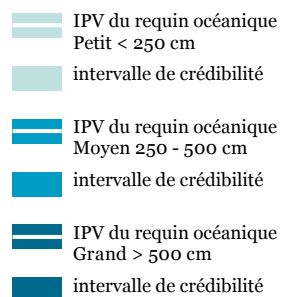 IPV du requin océanique
Petit < 250 cm
intervalle de crédibilité
IPV du requin océanique
Moyen 250 - 500 cm
intervalle de crédibilité
IPV du requin océanique
Grand > 500 cm
intervalle de crédibilité